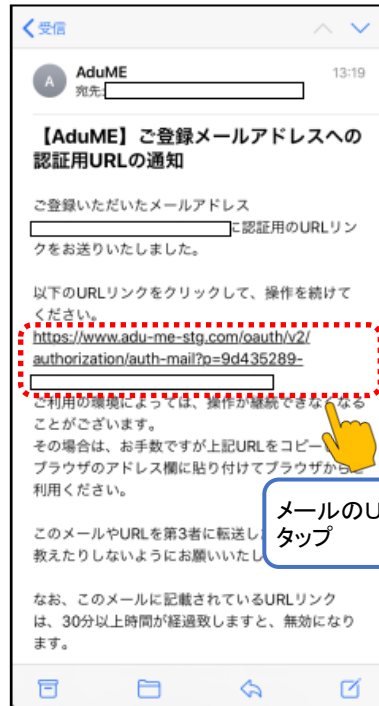 受信
A
AduME
13:19
宛先:
【AduME】ご登録メールアドレスへの
認証用URLの通知
ご登録いただいたメールアドレス
に認証用のURLリン
クをお送りいたしました。
以下のURLリンクをクリックして、操作を続けて
ください。
https://www.adu-me-stg.com/oauth/v2/
authorization/auth-mail?p=9d435289-
ご利用の環境によっては、操作が継続できなくなる
ことがございます。
その場合は、お手数ですが上記URLをコピー
ブラウザのアドレス欄に貼り付けてブラウザから
利用ください。
メールのU
タップ
このメールやURLを第3者に転送し
教えたりしないようにお願いいたし
なお、このメールに記載されているURLリンク
は、30分以上時間が経過致しますと、無効になり
ます。